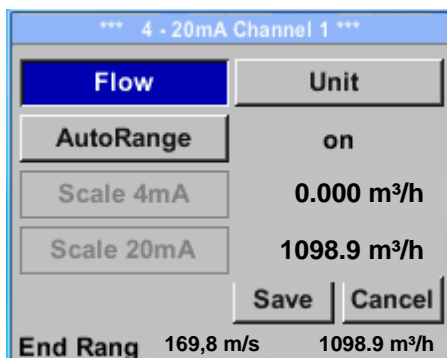 *** 4 - 20mA Channel 1 ***
Flow Unit
AutoRange on
Scale 4mA 0.000 m³/h
Scale 20mA 1098.9 m³/h
Save Cancel
End Rang 169,8 m/s 1098.9 m³/h